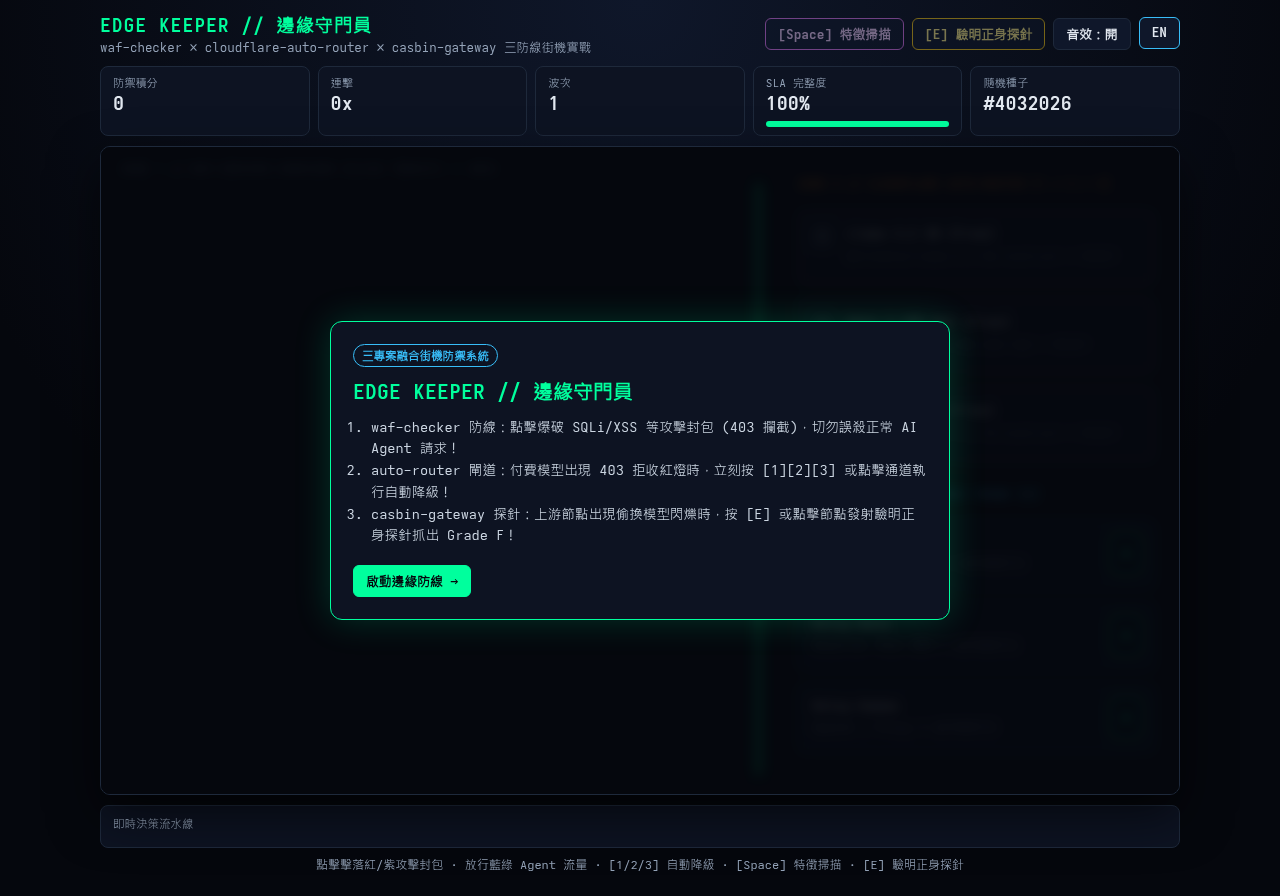 EDGE KEEPER // 邊緣守門員
waf-checker × cloudflare-auto-router × casbin-gateway 三防線街機實戰
[Space] 特徵掃描
[E] 驗明正身探針
音效：開
EN
防禦積分
0
連擊
0x
波次
1
SLA 完整度
100%
隨機種子
#4032026
三專案融合街機防禦系統
EDGE KEEPER // 邊緣守門員
1. waf-checker 防線：點擊爆破 SQLi/XSS 等攻擊封包 (403 攔截)，切勿誤殺正常 AI
Agent 請求！
2. auto-router 閘道：付費模型出現 403 拒收紅燈時，立刻按 [1][2][3] 或點擊通道執
行自動降級！
3. casbin-gateway 探針：上游節點出現偷換模型閃爍時，按 [E] 或點擊節點發射驗明正
身探針抓出 Grade F！
啟動邊緣防線 →
即時決策流水線
點擊擊落紅/紫攻擊封包 · 放行藍綠 Agent 流量 · [1/2/3] 自動降級 · [Space] 特徵掃描 · [E] 驗明正身探針